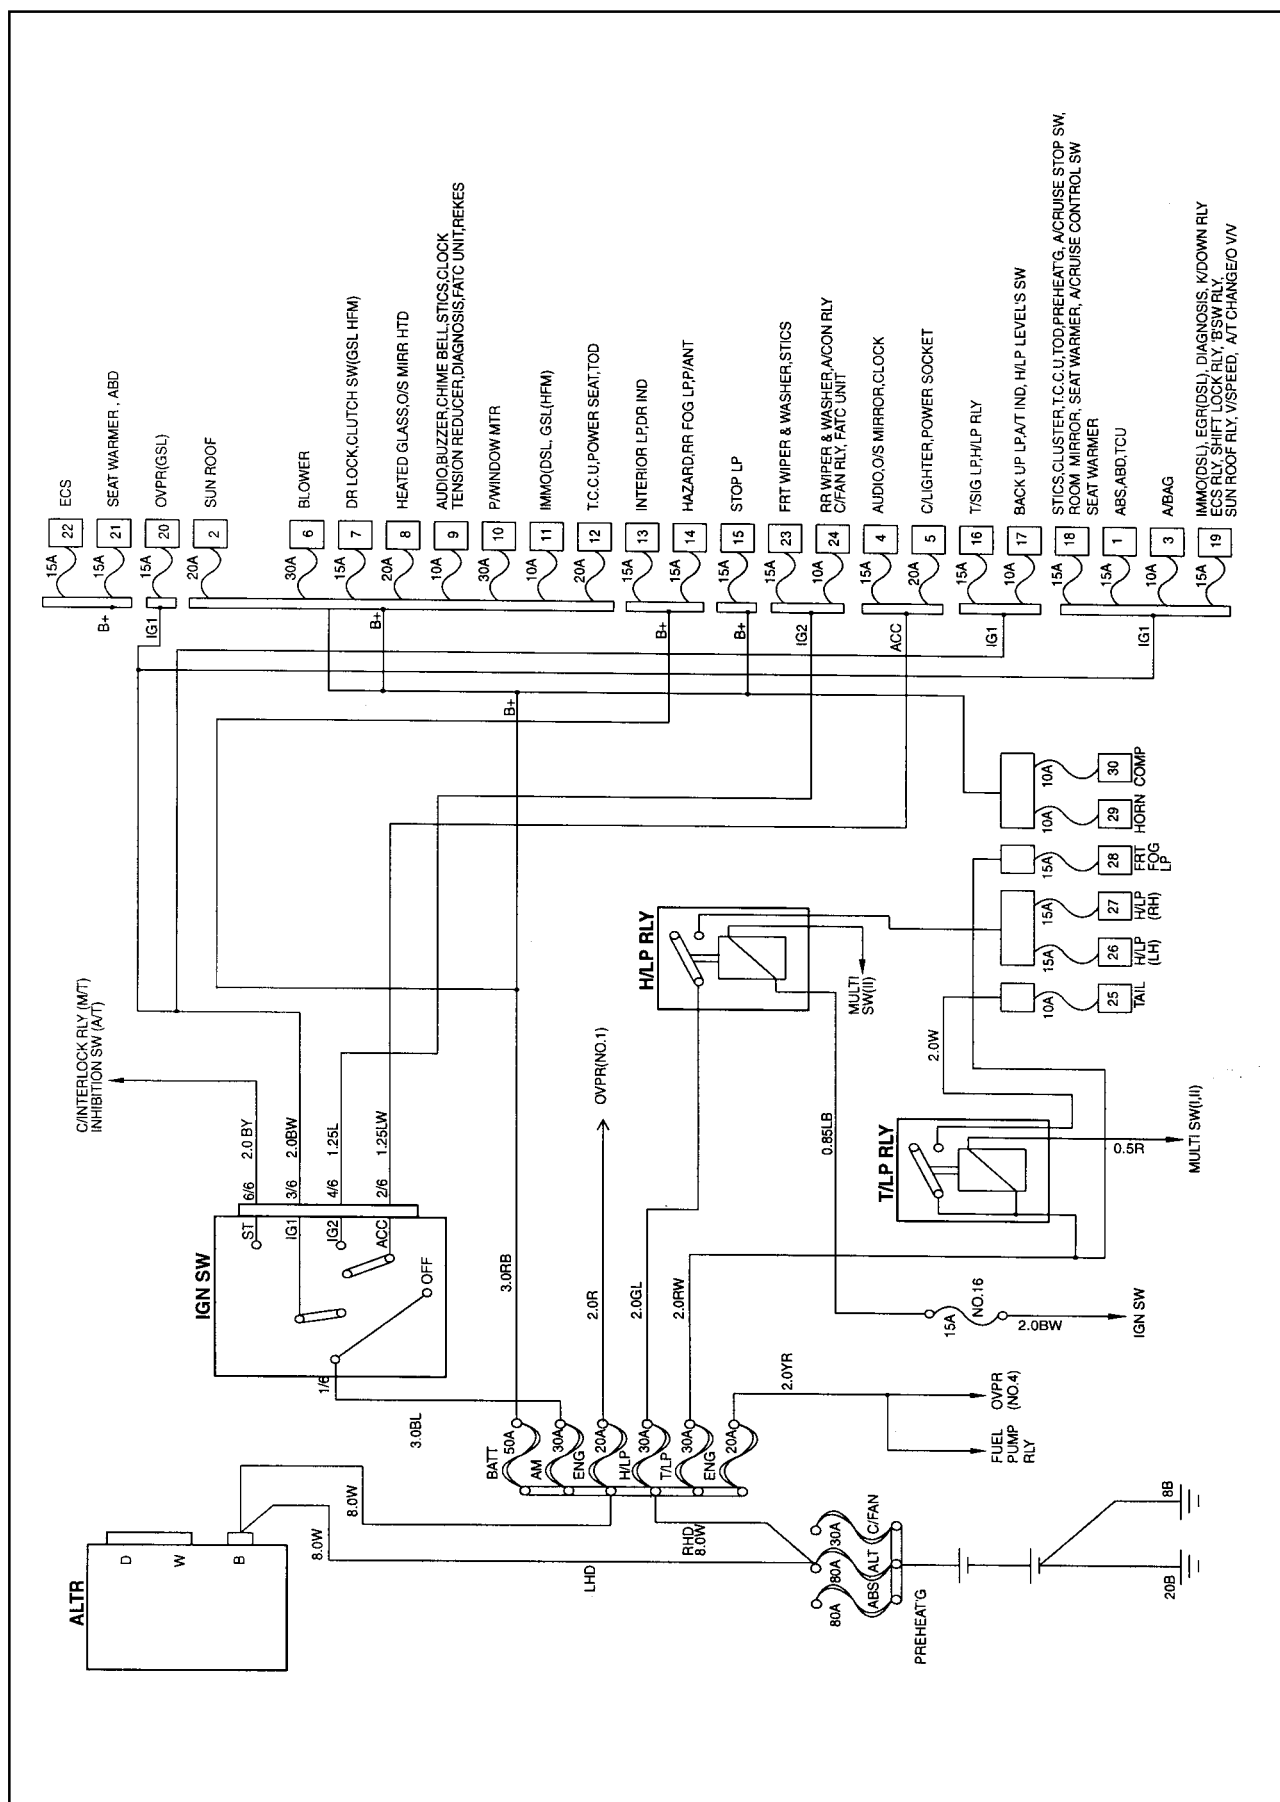 ALTR
D
W
B
8.0W
8.0W
LHD
RHD
8.0W
PREHEAT'G
80A
ABS
80A
ALT
30A
C/FAN
20B
8B
IGN SW
ST
IG1
IG2
ACC
OFF
1/6
3.0BL
6/6
3/6
4/6
2/6
2.0 BY
2.0BW
1.25L
1.25LW
C/INTERLOCK RLY (M/T)
INHIBITION SW (A/T)
BATT
50A
AM
30A
ENG
20A
H/LP
30A
T/LP
30A
ENG
20A
3.0RB
2.0R
OVPR(NO.1)
2.0GL
2.0RW
2.0YR
FUEL
PUMP
RLY
OVPR
(NO.4)
15A
NO.16
2.0BW
IGN SW
0.85LB
H/LP RLY
MULTI
SW(II)
T/LP RLY
0.5R
MULTI SW(I,II)
2.0W
10A
25
TAIL
15A
26
H/LP
(LH)
15A
27
H/LP
(RH)
15A
28
FRT
FOG
LP
10A
29
HORN
10A
30
COMP
B+
B+
IG1
B+
B+
B+
IG2
ACC
IG1
IG1
15A
22
ECS
15A
21
SEAT WARMER , ABD
15A
20
OVPR(GSL)
20A
2
SUN ROOF
30A
6
BLOWER
15A
7
DR LOCK,CLUTCH SW(GSL HFM)
20A
8
HEATED GLASS,O/S MIRR HTD
10A
9
AUDIO,BUZZER,CHIME BELL,STICS,CLOCK
TENSION REDUCER,DIAGNOSIS,FATC UNIT,REKES
30A
10
P/WINDOW MTR
10A
11
IMMO(DSL, GSL(HFM)
20A
12
T.C.C.U,POWER SEAT,TOD
15A
13
INTERIOR LP,DR IND
15A
14
HAZARD,RR FOG LP,P/ANT
15A
15
STOP LP
15A
23
FRT WIPER & WASHER,STICS
10A
24
RR WIPER & WASHER,A/CON RLY
C/FAN RLY, FATC UNIT
15A
4
AUDIO,O/S MIRROR,CLOCK
20A
5
C/LIGHTER,POWER SOCKET
15A
16
T/SIG LP,H/LP RLY
10A
17
BACK UP LP,A/T IND, H/LP LEVEL'S SW
15A
18
STICS,CLUSTER,T.C.C.U,TOD,PREHEAT'G, A/CRUISE STOP SW,
ROOM MIRROR, SEAT WARMER, A/CRUISE CONTROL SW
SEAT WARMER
15A
1
ABS,ABD,TCU
10A
3
A/BAG
15A
19
IMMO(DSL), EGR(DSL), DIAGNOSIS, K/DOWN RLY
ECS RLY, SHIFT LOCK RLY, 'B'SW RLY,
SUN ROOF RLY, V/SPEED, A/T CHANGE/O V/V